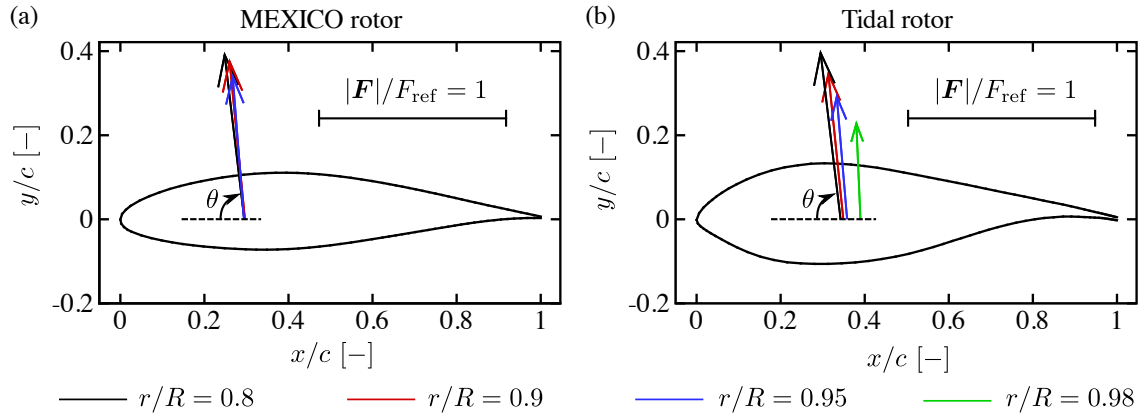 (a) MEXICO rotor
0.4
0.2
0
-0.2
y/c [−]
|F|/F_ref = 1
θ
0 0.2 0.4 0.6 0.8 1
x/c [−]
(b) Tidal rotor
0.4
0.2
0
-0.2
y/c [−]
|F|/F_ref = 1
θ
0 0.2 0.4 0.6 0.8 1
x/c [−]
r/R = 0.8 r/R = 0.9 r/R = 0.95 r/R = 0.98